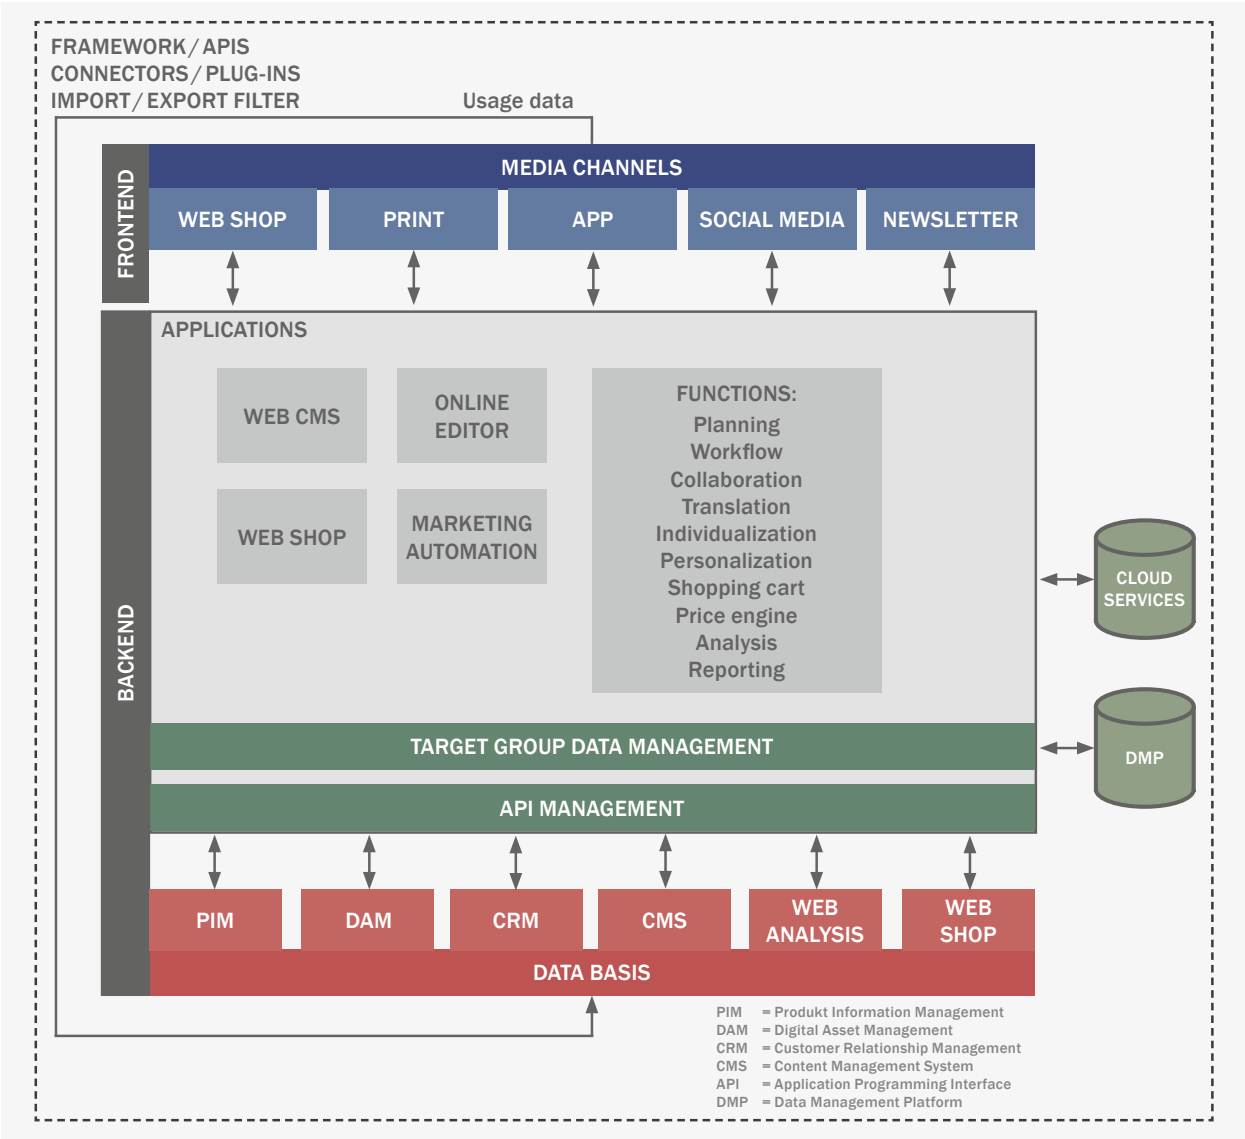 FRAMEWORK/APIS
CONNECTORS/PLUG-INS
IMPORT/EXPORT FILTER
Usage data
FRONTEND
MEDIA CHANNELS
WEB SHOP
PRINT
APP
SOCIAL MEDIA
NEWSLETTER
BACKEND
APPLICATIONS
WEB CMS
ONLINE
EDITOR
WEB SHOP
MARKETING
AUTOMATION
FUNCTIONS:
Planning
Workflow
Collaboration
Translation
Individualization
Personalization
Shopping cart
Price engine
Analysis
Reporting
CLOUD
SERVICES
DMP
TARGET GROUP DATA MANAGEMENT
API MANAGEMENT
PIM
DAM
CRM
CMS
WEB
ANALYSIS
WEB
SHOP
DATA BASIS
PIM = Produkt Information Management
DAM = Digital Asset Management
CRM = Customer Relationship Management
CMS = Content Management System
API = Application Programming Interface
DMP = Data Management Platform